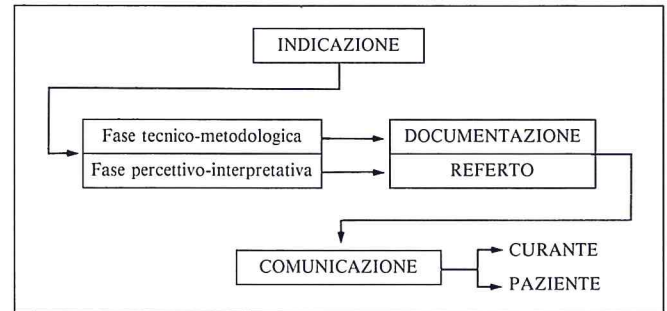 INDICAZIONE
Fase tecnico-metodologica
DOCUMENTAZIONE
Fase percettivo-interpretativa
REFERTO
COMUNICAZIONE
CURANTE
PAZIENTE